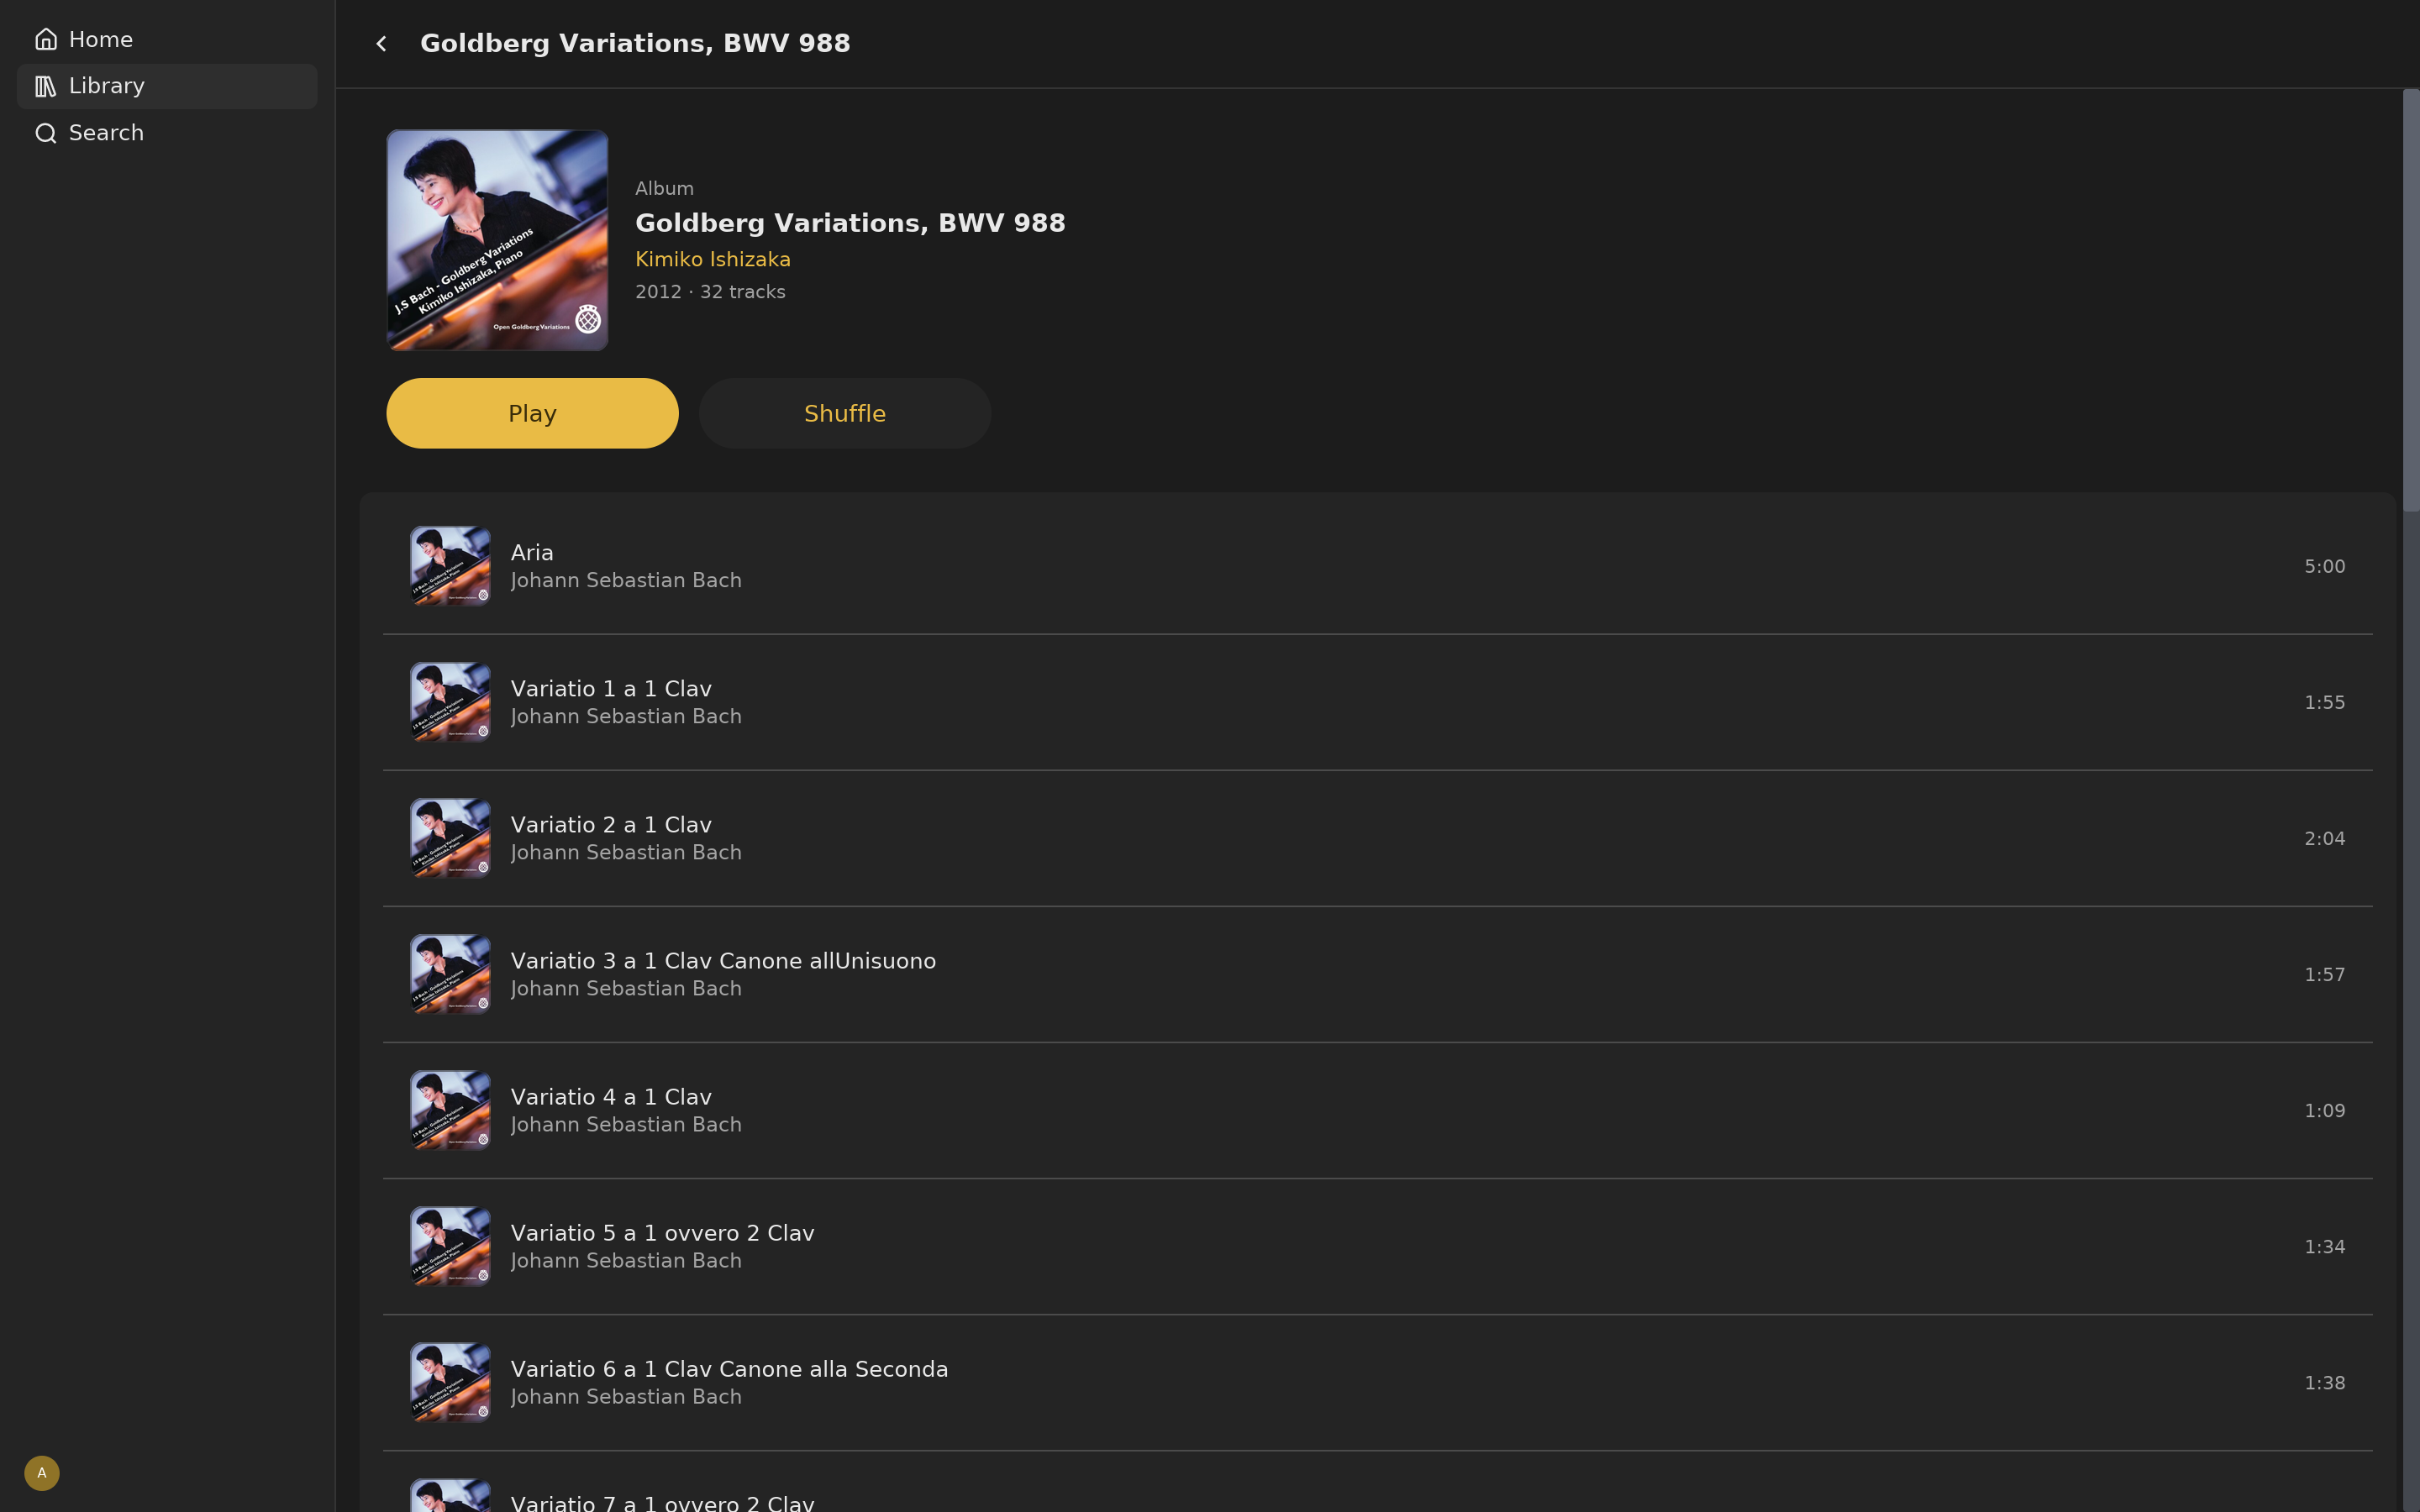 Home
Library
Search
A
Goldberg Variations, BWV 988
J.S Bach - Goldberg Variations
Kimiko Ishizaka, Piano
Open Goldberg Variations
Album
Goldberg Variations, BWV 988
Kimiko Ishizaka
2012 · 32 tracks
Play
Shuffle
Aria
Johann Sebastian Bach
5:00
Variatio 1 a 1 Clav
Johann Sebastian Bach
1:55
Variatio 2 a 1 Clav
Johann Sebastian Bach
2:04
Variatio 3 a 1 Clav Canone allUnisuono
Johann Sebastian Bach
1:57
Variatio 4 a 1 Clav
Johann Sebastian Bach
1:09
Variatio 5 a 1 ovvero 2 Clav
Johann Sebastian Bach
1:34
Variatio 6 a 1 Clav Canone alla Seconda
Johann Sebastian Bach
1:38
Variatio 7 a 1 ovvero 2 Clav